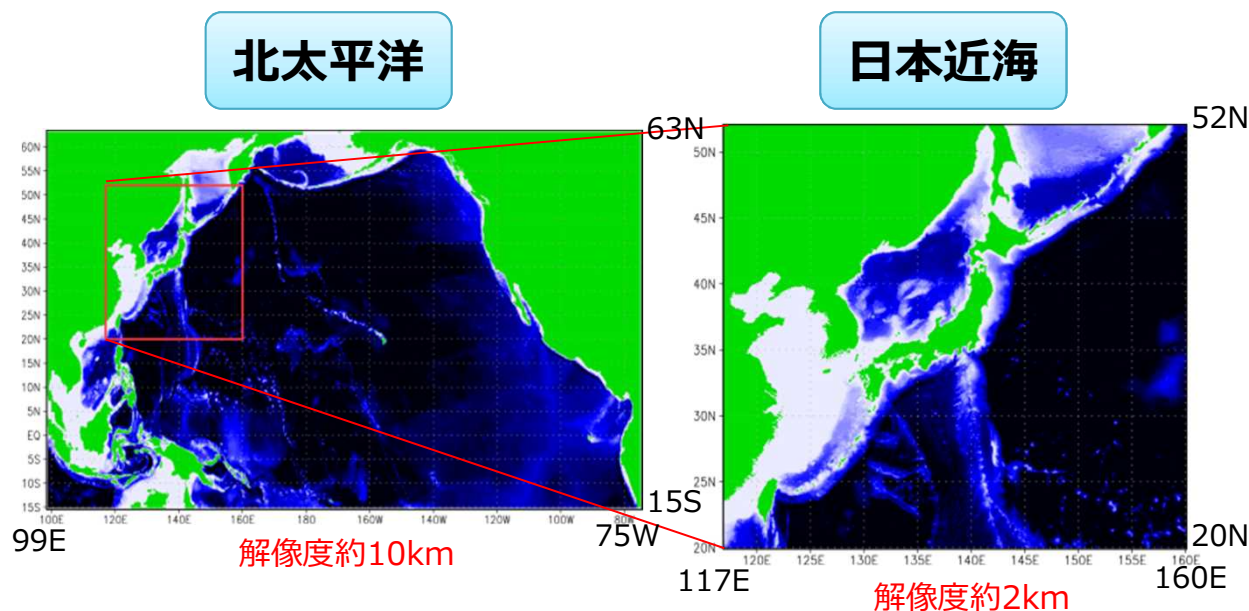 北太平洋
日本近海
63N
60N
55N
50N
45N
40N
35N
30N
25N
20N
15N
10N
5N
EQ
5S
10S
15S
15S
100E 120E 140E 160E 180 160W 140W 120W 100W 80W
99E
75W
解像度約10km
52N
50N
45N
40N
35N
30N
25N
20N
20N
120E 125E 130E 135E 140E 145E 150E 155E 160E
117E
160E
解像度約2km